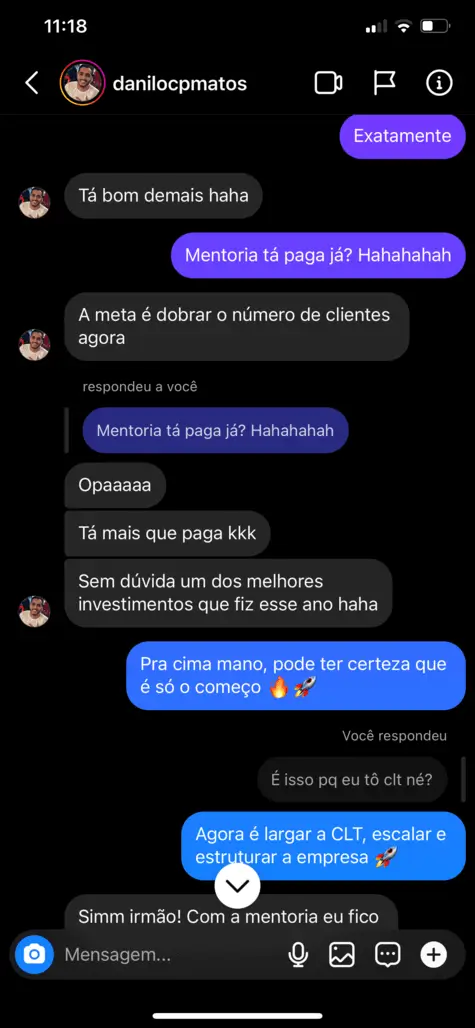 11:18
danilocpmatos
Exatamente
Tá bom demais haha
Mentoria tá paga já? Hahahahah
A meta é dobrar o número de clientes
agora
respondeu a você
Mentoria tá paga já? Hahahahah
Opaaaaa
Tá mais que paga kkk
Sem dúvida um dos melhores
investimentos que fiz esse ano haha
Pra cima mano, pode ter certeza que
é só o começo 🔥🚀
Você respondeu
É isso pq eu tô clt né?
Agora é largar a CLT, escalar e
estruturar a empresa 🚀
Simm irmão! Com a mentoria eu fico
Mensagem...